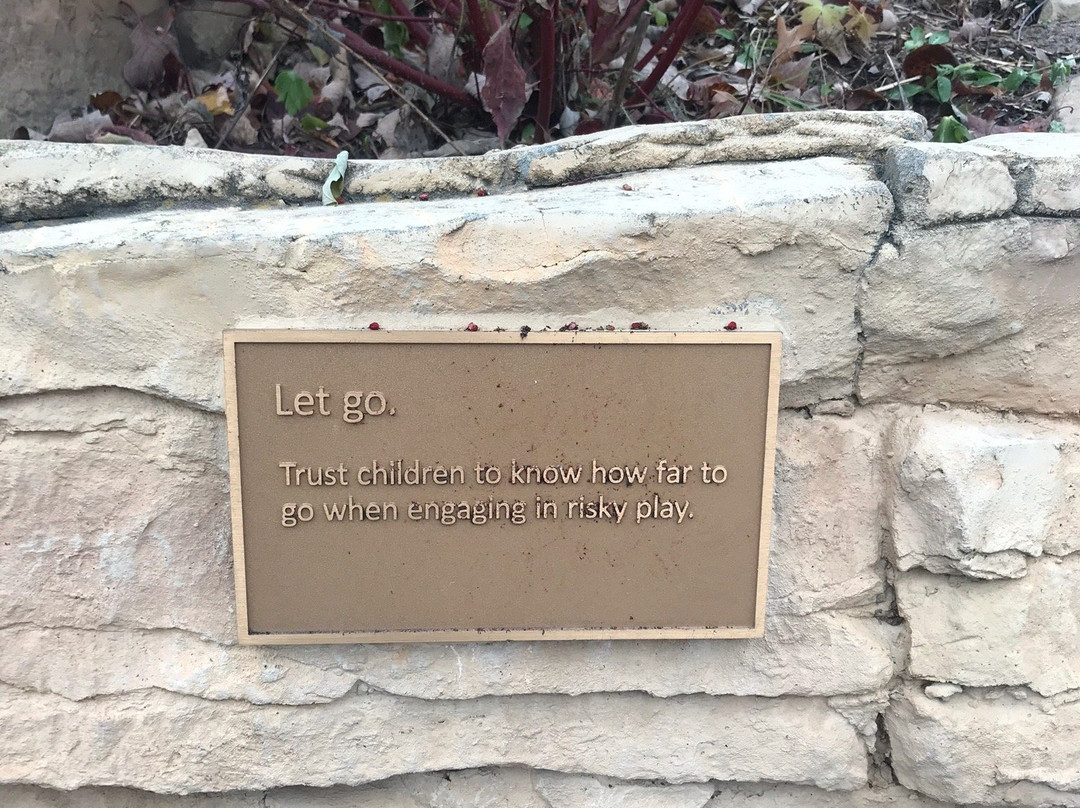 Let go.
Trust children to know how far to
go when engaging in risky play.